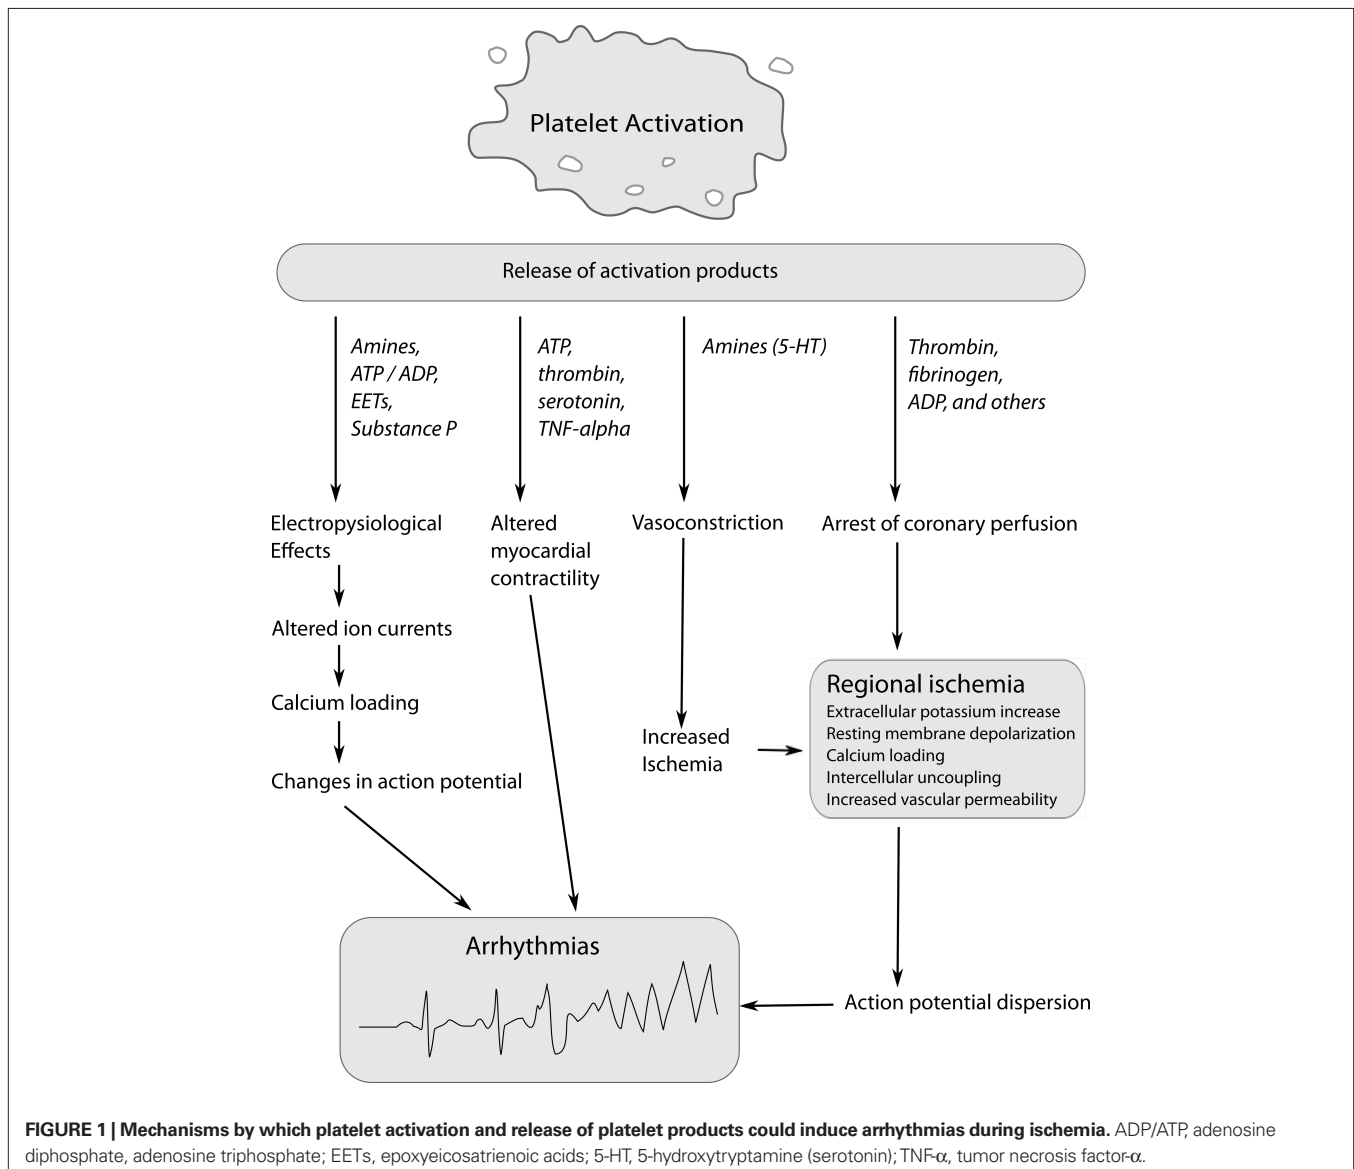 Platelet Activation
Release of activation products
Amines,
ATP / ADP,
EETs,
Substance P
ATP,
thrombin,
serotonin,
TNF-alpha
Amines (5-HT)
Thrombin,
fibrinogen,
ADP, and others
Electropysiological
Effects
Altered
myocardial
contractility
Vasoconstriction
Arrest of coronary perfusion
Altered ion currents
Calcium loading
Changes in action potential
Increased
Ischemia
Regional ischemia
Extracellular potassium increase
Resting membrane depolarization
Calcium loading
Intercellular uncoupling
Increased vascular permeability
Arrhythmias
Action potential dispersion
FIGURE 1 | Mechanisms by which platelet activation and release of platelet products could induce arrhythmias during ischemia. ADP/ATP, adenosine
diphosphate, adenosine triphosphate; EETs, epoxyeicosatrienoic acids; 5-HT, 5-hydroxytryptamine (serotonin); TNF-α, tumor necrosis factor-α.